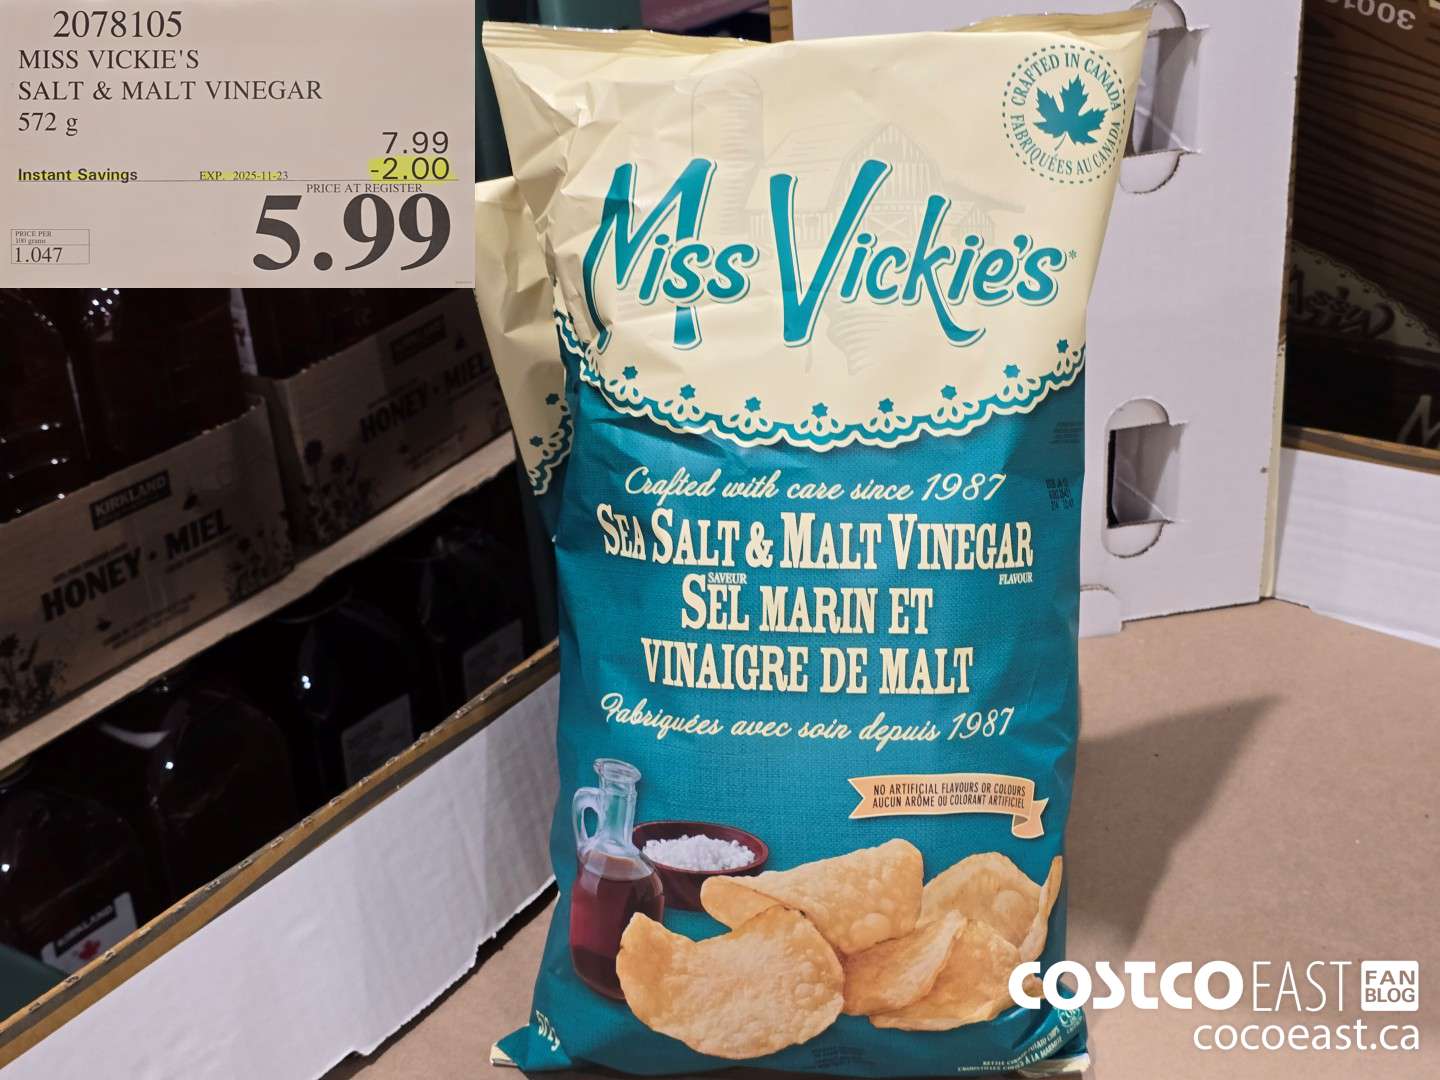 2078105
MISS VICKIE'S
SALT & MALT VINEGAR
572 g
7.99
Instant Savings EXP. 2025-11-23 -2.00
PRICE AT REGISTER
5.99
PRICE PER
100 grams
1.047
CRAFTED IN CANADA
FABRIQUÉES AU CANADA
Miss Vickie's*
Crafted with care since 1987
SEA SALT & MALT VINEGAR
FLAVOUR
SAVEUR
SEL MARIN ET
VINAIGRE DE MALT
Fabriquées avec soin depuis 1987
NO ARTIFICIAL FLAVOURS OR COLOURS
AUCUN ARÔME OU COLORANT ARTIFICIEL
KIRKLAND
HONEY • MIEL
KIRKLAND
HONEY • MIEL
KIRKLAND
COSTCO EAST FAN BLOG
cocoeast.ca